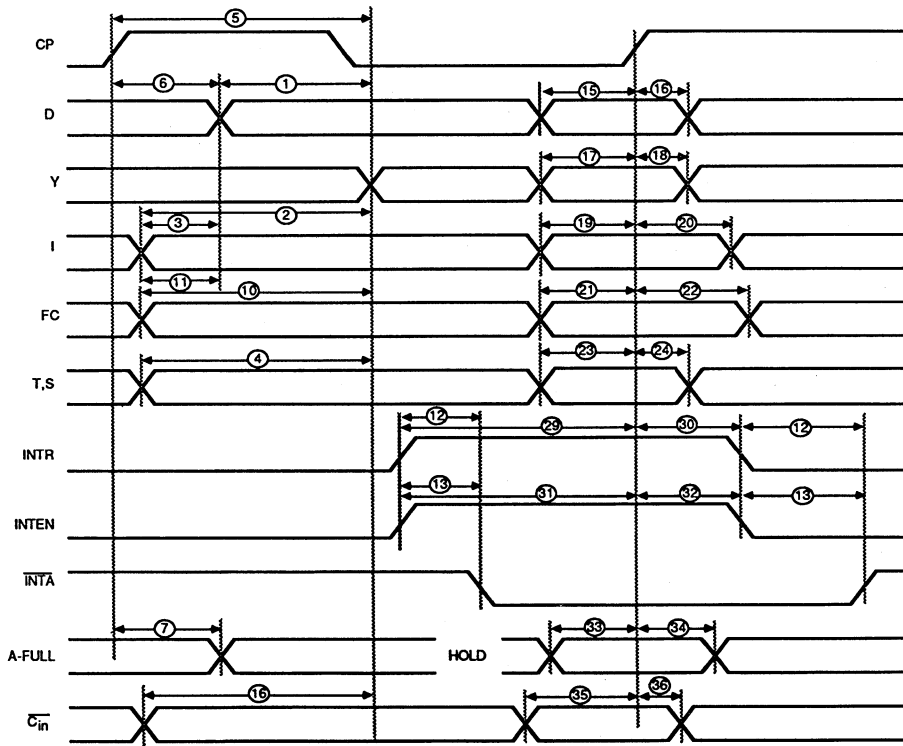 ⑤
CP
⑥ ①
D ⑮ ⑯
Y ⑰ ⑱
②
③ ⑲ ⑳
I
⑪
⑩ ㉑ ㉒
FC
④ ㉓ ㉔
T,S
⑫ ㉙ ㉚ ⑫
INTR
⑬ ㉛ ㉜ ⑬
INTEN
INTA
⑦ ㉝ ㉞
A-FULL HOLD
⑯ ㉟ ㊱
Cin